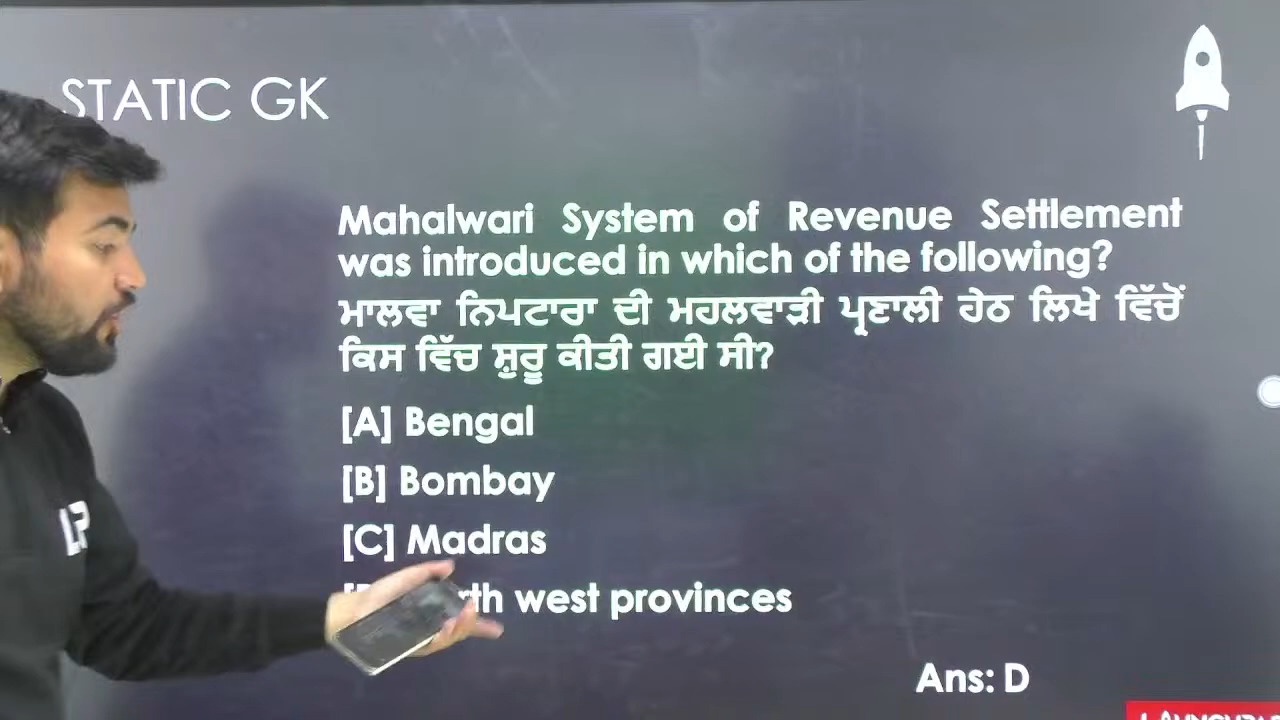 STATIC GK
Mahalwari System of Revenue Settlement
was introduced in which of the following?
ਮਾਲਵਾ ਨਿਪਟਾਰਾ ਦੀ ਮਹਲਵਾੜੀ ਪ੍ਰਣਾਲੀ ਹੇਠ ਲਿਖੇ ਵਿੱਚੋਂ
ਕਿਸ ਵਿੱਚ ਸ਼ੁਰੂ ਕੀਤੀ ਗਈ ਸੀ?
[A] Bengal
[B] Bombay
[C] Madras
west provinces
Ans: D
LP